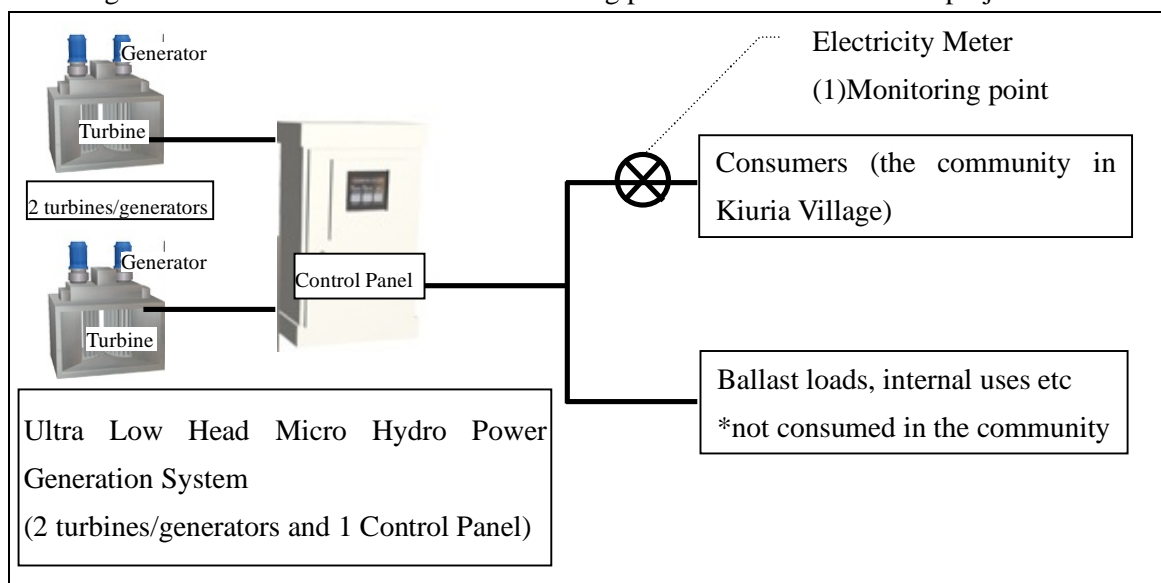 Generator
Turbine
2 turbines/generators
Generator
Turbine
Control Panel
Electricity Meter
(1)Monitoring point
Consumers (the community in
Kiuria Village)
Ballast loads, internal uses etc
*not consumed in the community
Ultra Low Head Micro Hydro Power
Generation System
(2 turbines/generators and 1 Control Panel)